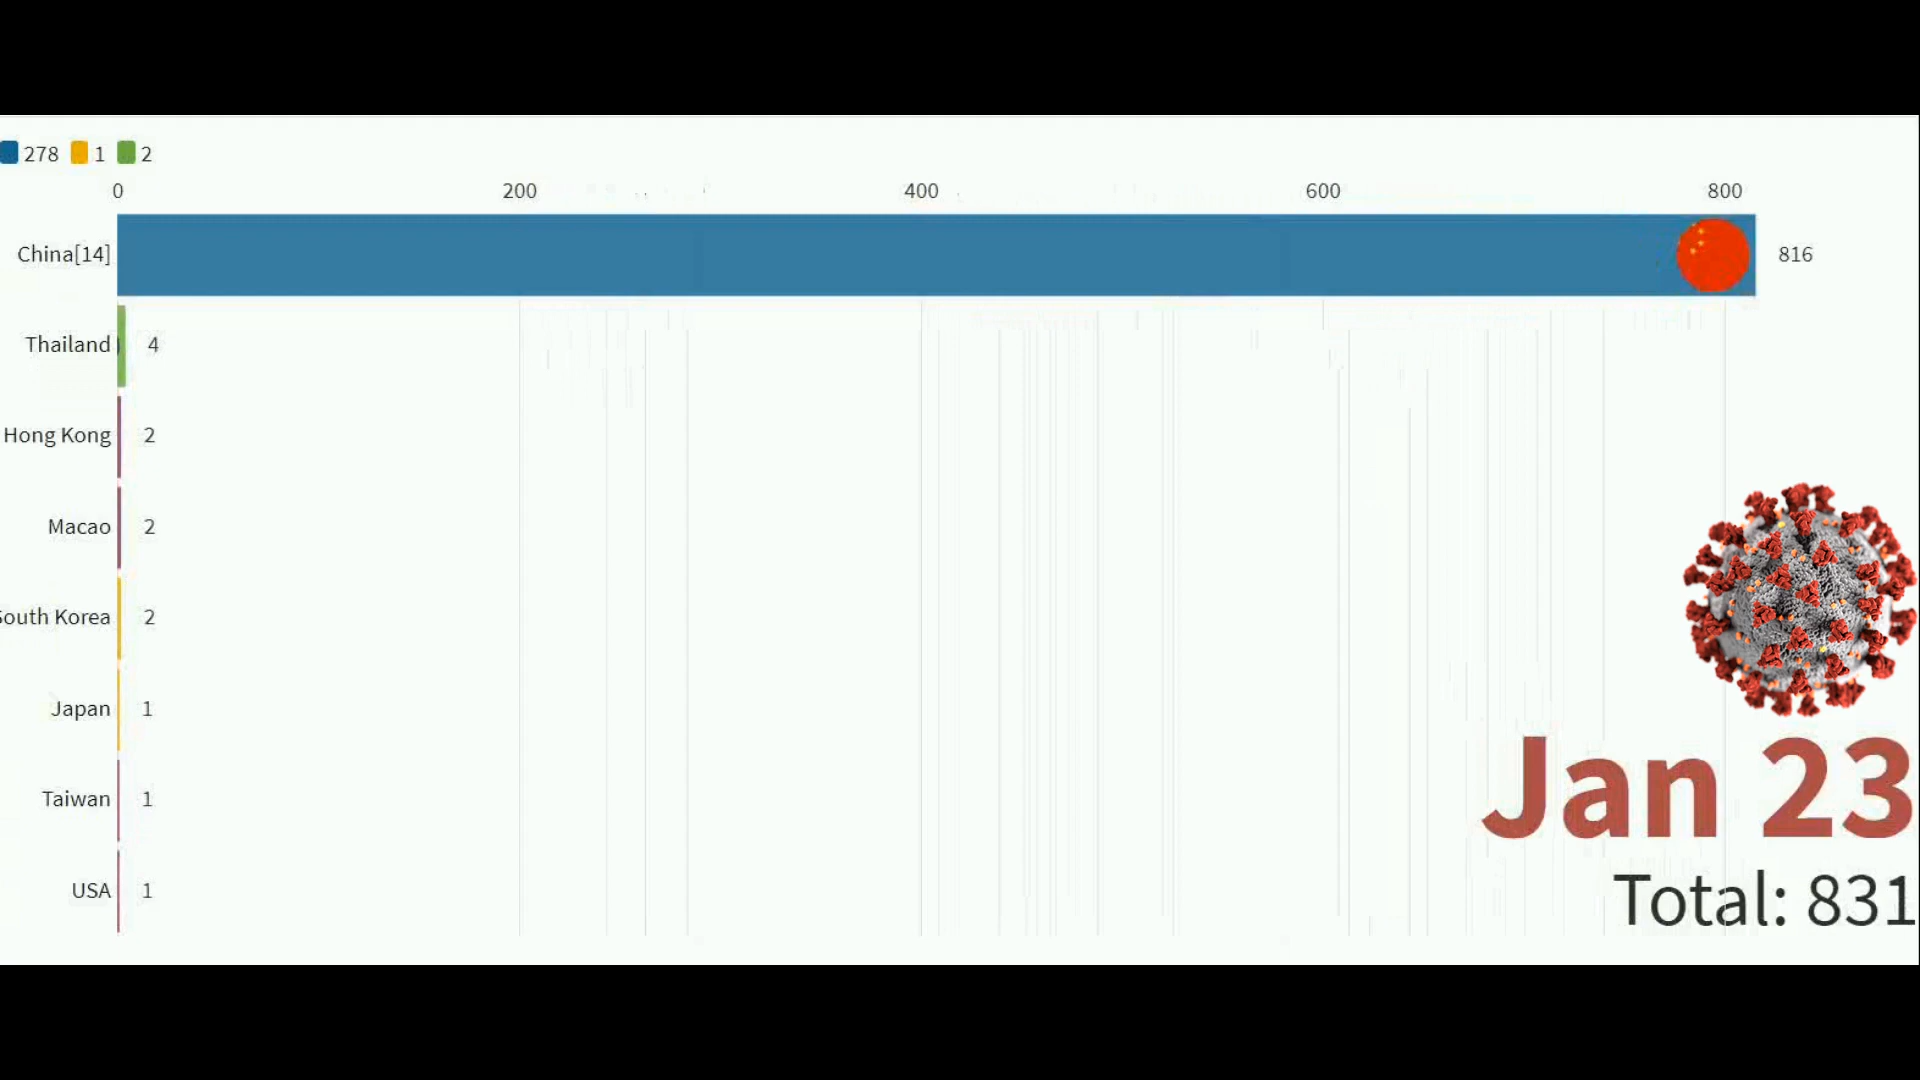 278 1 2
0 200 400 600 800
China[14] 816
Thailand 4
Hong Kong 2
Macao 2
South Korea 2
Japan 1
Taiwan 1
USA 1
Jan 23
Total: 831